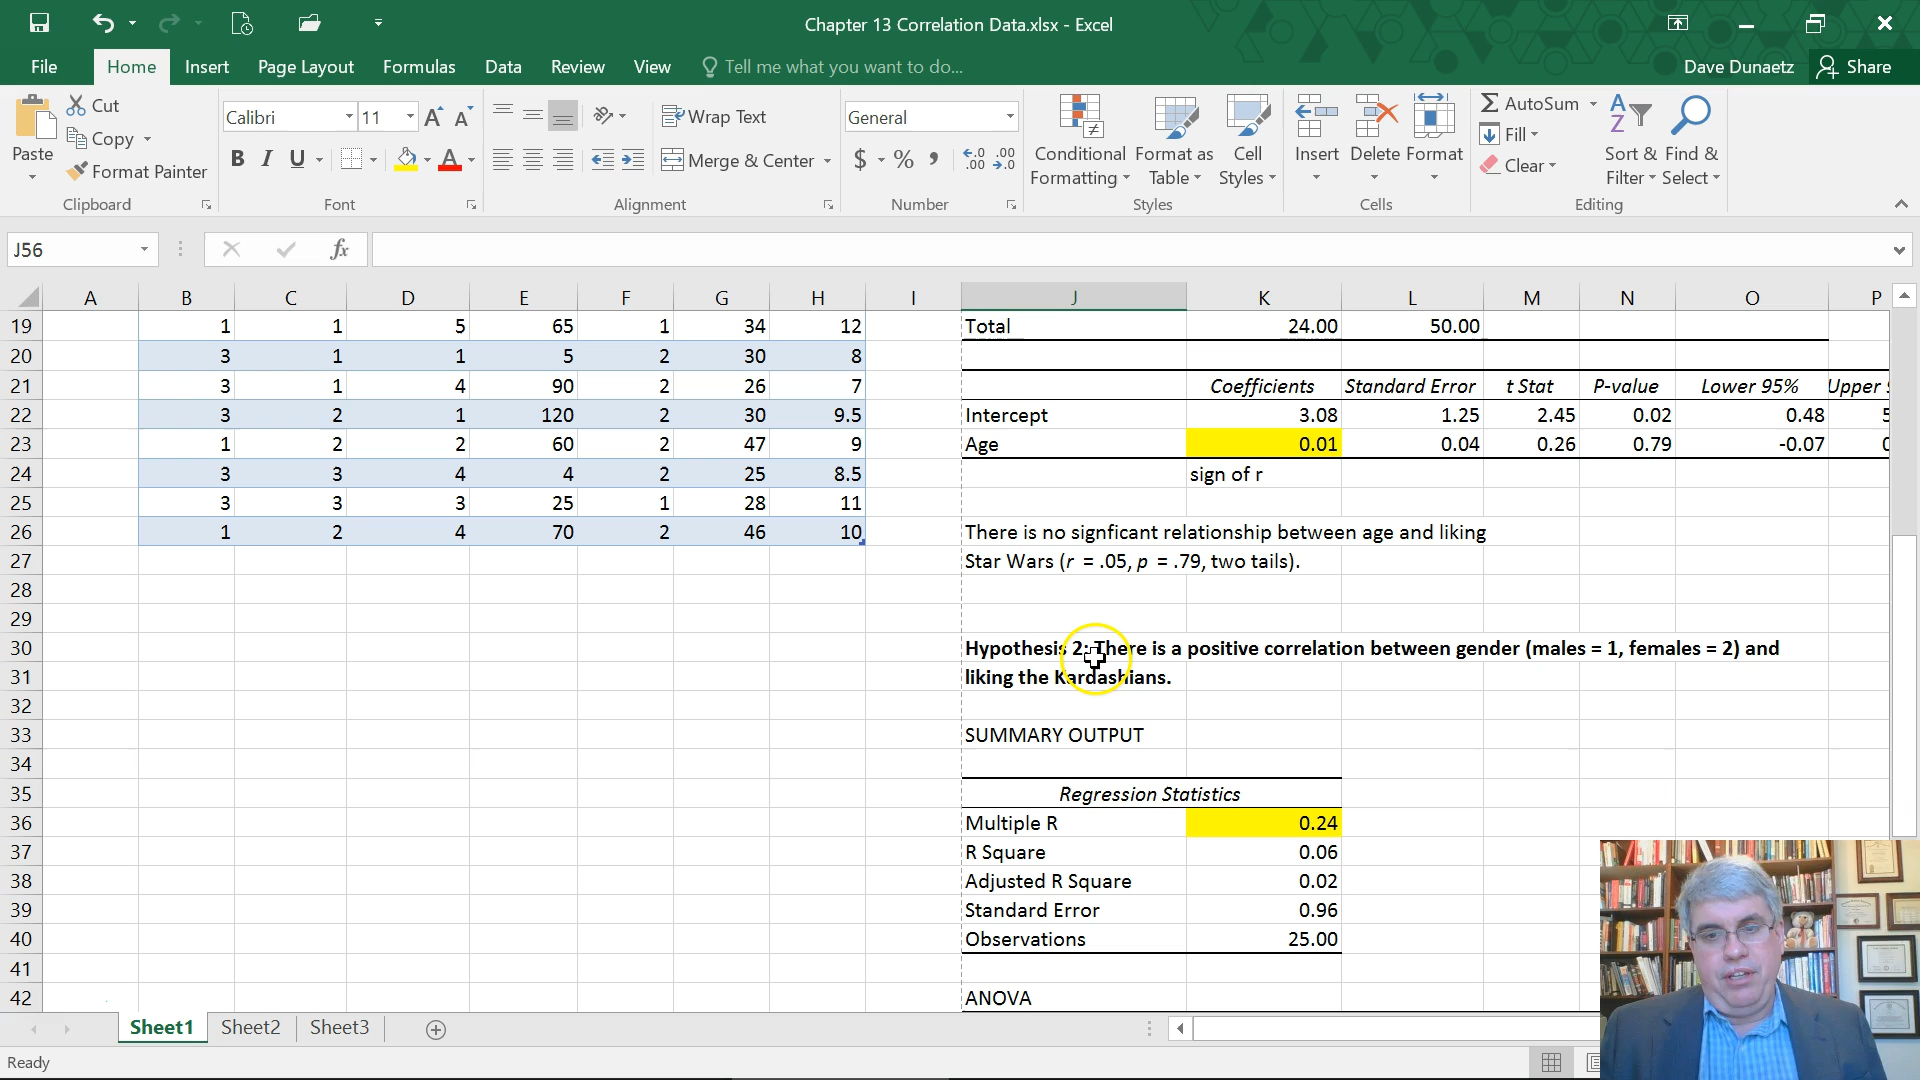 Chapter 13 Correlation Data.xlsx - Excel
File Home Insert Page Layout Formulas Data Review View Tell me what you want to do... Dave Dunaetz Share
Paste Cut Copy Format Painter Clipboard
Calibri 11 A A B I U A Font
Wrap Text Merge & Center Alignment
General $ % , .0 .00 .00 .0 Number
Conditional Formatting Format as Table Cell Styles Styles
Insert Delete Format Cells
AutoSum Fill Clear Sort & Filter Find & Select Editing
J56 fx
A B C D E F G H I J K L M N O P
19 1 1 5 65 1 34 12 Total 24.00 50.00
20 3 1 1 5 2 30 8
21 3 1 4 90 2 26 7 Coefficients Standard Error t Stat P-value Lower 95% Upper
22 3 2 1 120 2 30 9.5 Intercept 3.08 1.25 2.45 0.02 0.48 5
23 1 2 2 60 2 47 9 Age 0.01 0.04 0.26 0.79 -0.07 0
24 3 3 4 4 2 25 8.5 sign of r
25 3 3 3 25 1 28 11
26 1 2 4 70 2 46 10 There is no signficant relationship between age and liking
27 Star Wars (r = .05, p = .79, two tails).
28
29
30 Hypothesis 2: There is a positive correlation between gender (males = 1, females = 2) and
31 liking the Kardashians.
32
33 SUMMARY OUTPUT
34
35 Regression Statistics
36 Multiple R 0.24
37 R Square 0.06
38 Adjusted R Square 0.02
39 Standard Error 0.96
40 Observations 25.00
41
42 ANOVA
Sheet1 Sheet2 Sheet3
Ready